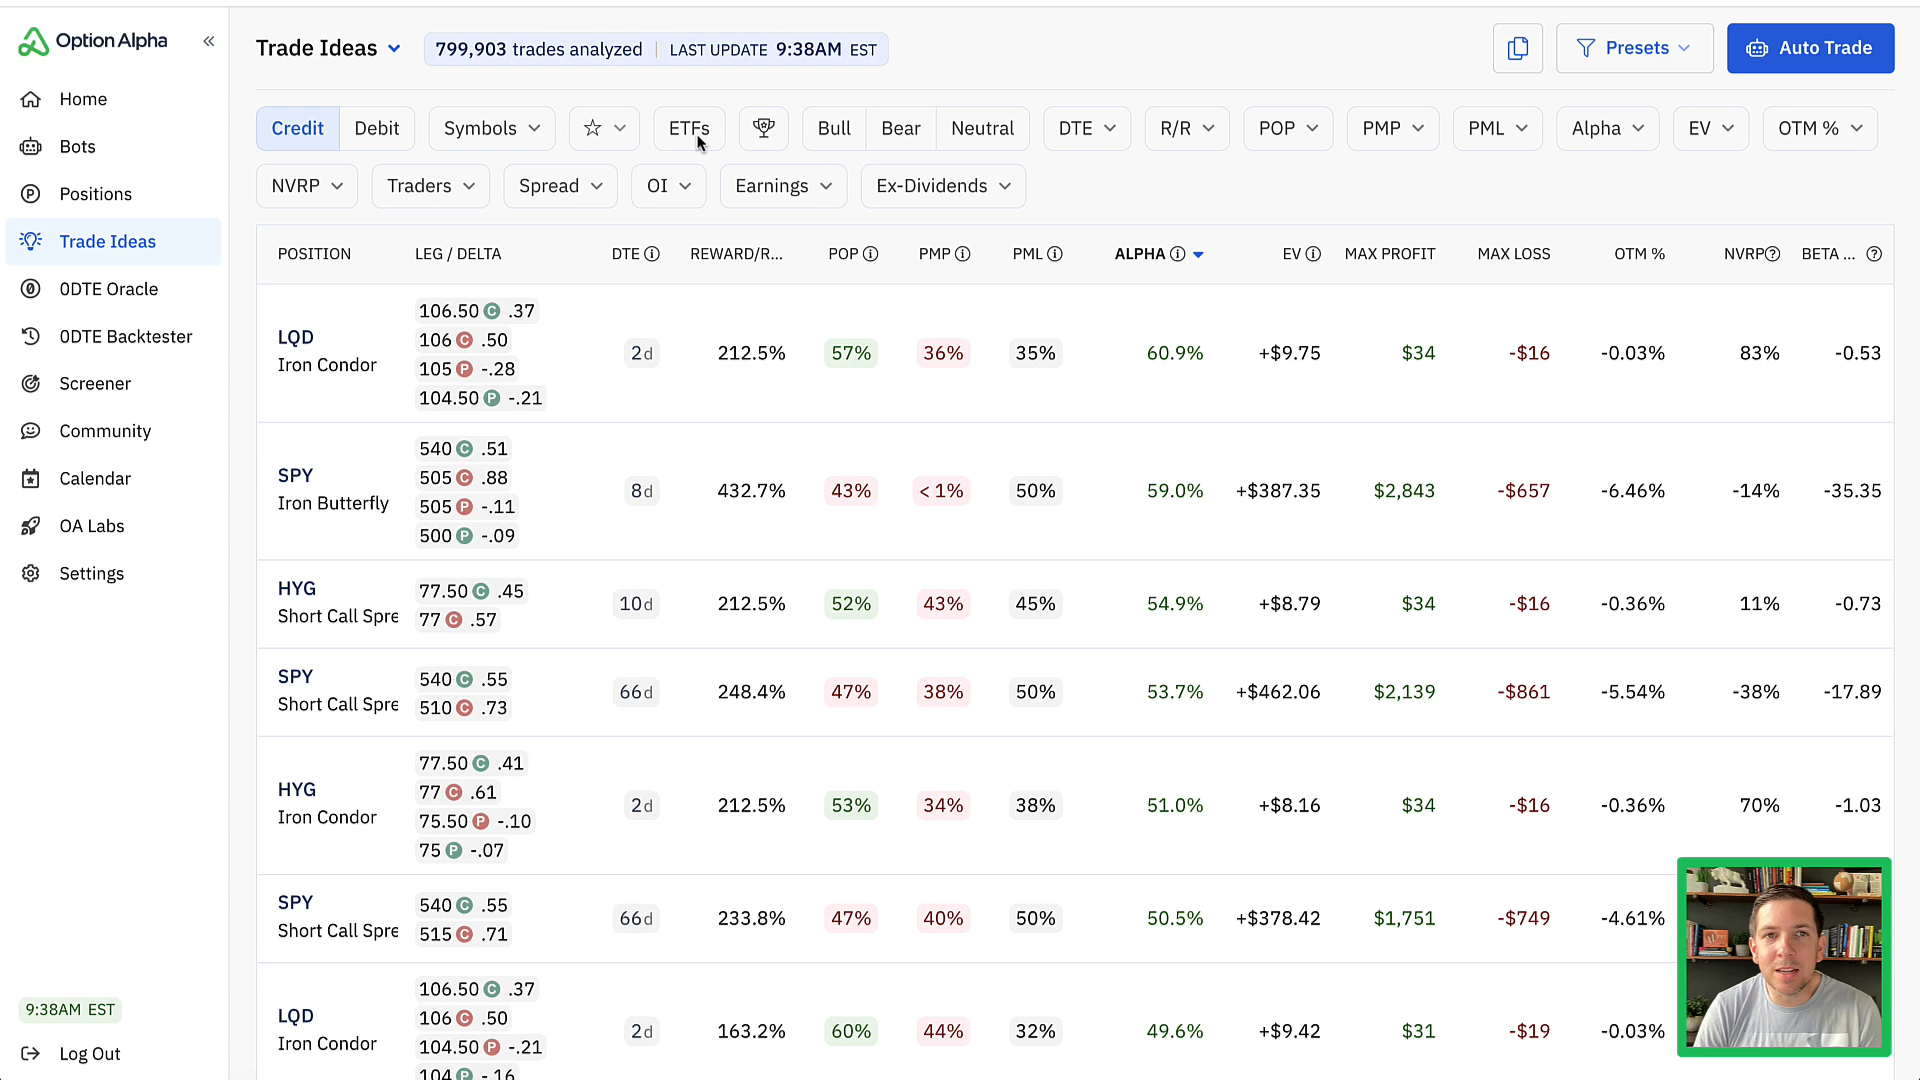 Option Alpha
Home
Bots
Positions
Trade Ideas
0DTE Oracle
0DTE Backtester
Screener
Community
Calendar
OA Labs
Settings
9:38AM EST
Log Out
Trade Ideas
799,903 trades analyzed | LAST UPDATE 9:38AM EST
Presets
Auto Trade
Credit Debit Symbols ETFs Bull Bear Neutral DTE R/R POP PMP PML Alpha EV OTM %
NVRP Traders Spread OI Earnings Ex-Dividends
POSITION LEG / DELTA DTE REWARD/R... POP PMP PML ALPHA EV MAX PROFIT MAX LOSS OTM % NVRP BETA ...
LQD
Iron Condor
106.50 C .37
106 C .50
105 P -.28
104.50 P -.21
2d 212.5% 57% 36% 35% 60.9% +$9.75 $34 -$16 -0.03% 83% -0.53
SPY
Iron Butterfly
540 C .51
505 C .88
505 P -.11
500 P -.09
8d 432.7% 43% < 1% 50% 59.0% +$387.35 $2,843 -$657 -6.46% -14% -35.35
HYG
Short Call Spre
77.50 C .45
77 C .57
10d 212.5% 52% 43% 45% 54.9% +$8.79 $34 -$16 -0.36% 11% -0.73
SPY
Short Call Spre
540 C .55
510 C .73
66d 248.4% 47% 38% 50% 53.7% +$462.06 $2,139 -$861 -5.54% -38% -17.89
HYG
Iron Condor
77.50 C .41
77 C .61
75.50 P -.10
75 P -.07
2d 212.5% 53% 34% 38% 51.0% +$8.16 $34 -$16 -0.36% 70% -1.03
SPY
Short Call Spre
540 C .55
515 C .71
66d 233.8% 47% 40% 50% 50.5% +$378.42 $1,751 -$749 -4.61%
LQD
Iron Condor
106.50 C .37
106 C .50
104.50 P -.21
104 P -.16
2d 163.2% 60% 44% 32% 49.6% +$9.42 $31 -$19 -0.03%